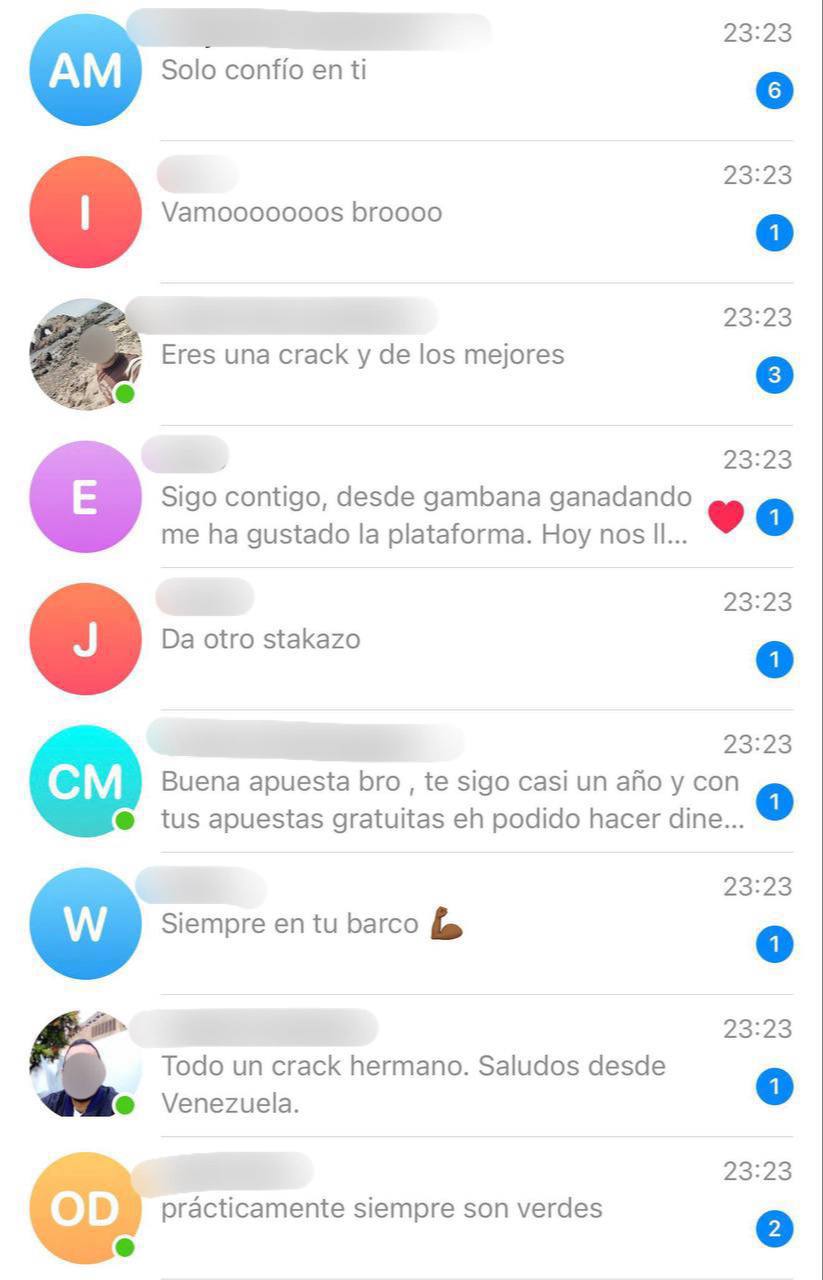 AM
23:23
Solo confío en ti
6
I
23:23
Vamooooooos broooo
1
23:23
Eres una crack y de los mejores
3
E
23:23
Sigo contigo, desde gambana ganadando
me ha gustado la plataforma. Hoy nos ll...
1
J
23:23
Da otro stakazo
1
CM
23:23
Buena apuesta bro , te sigo casi un año y con
tus apuestas gratuitas eh podido hacer dine...
1
W
23:23
Siempre en tu barco 💪🏾
1
23:23
Todo un crack hermano. Saludos desde
Venezuela.
1
OD
23:23
prácticamente siempre son verdes
2